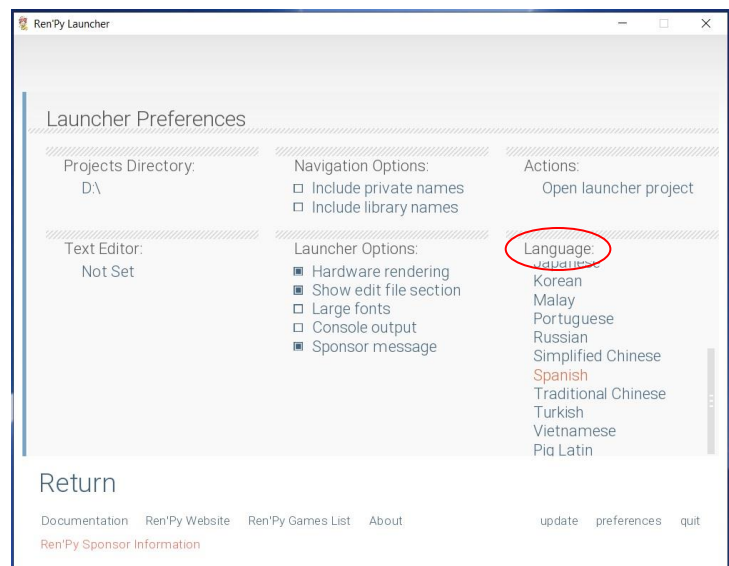 Ren'Py Launcher
Launcher Preferences
Projects Directory:
D:\
Navigation Options:
Include private names
Include library names
Actions:
Open launcher project
Text Editor:
Not Set
Launcher Options:
Hardware rendering
Show edit file section
Large fonts
Console output
Sponsor message
Language:
Japanese
Korean
Malay
Portuguese
Russian
Simplified Chinese
Spanish
Traditional Chinese
Turkish
Vietnamese
Pig Latin
Return
Documentation Ren'Py Website Ren'Py Games List About update preferences quit
Ren'Py Sponsor Information